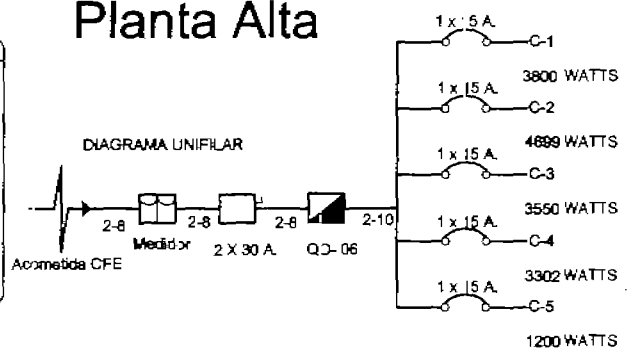 Planta Alta
DIAGRAMA UNIFILAR
Acometida CFE
2-8
Medidor
2-8
2 X 30 A.
2-8
QO- 06
2-10
1 x 15 A.
C-1
3800 WATTS
1 x 15 A.
C-2
4699 WATTS
1 x 15 A.
C-3
3550 WATTS
1 x 15 A.
C-4
3302 WATTS
1 x 15 A.
C-5
1200 WATTS